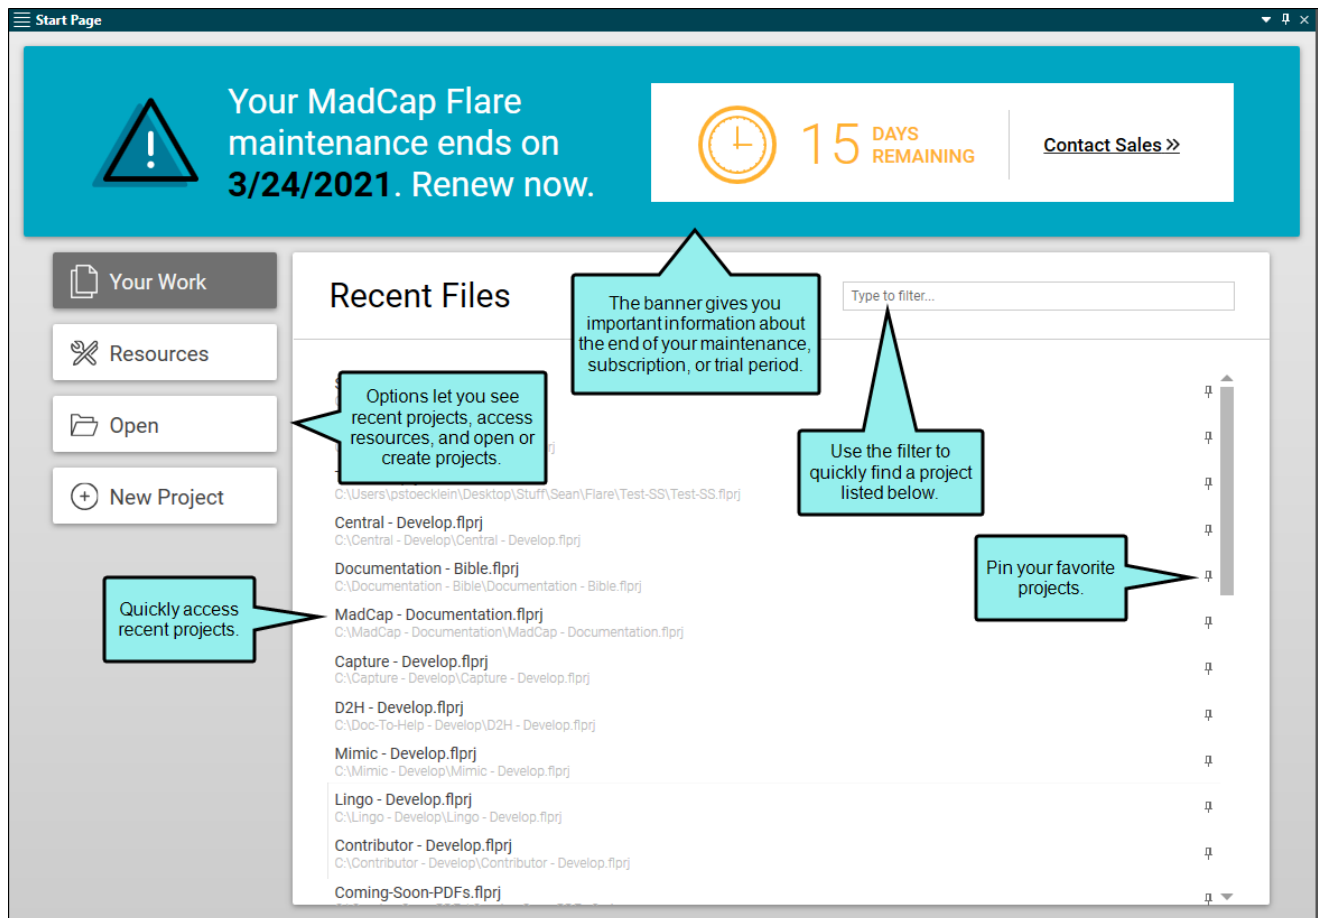 Start Page
Your MadCap Flare
maintenance ends on
3/24/2021. Renew now.
15 DAYS
REMAINING
Contact Sales »
Your Work
Resources
Open
New Project
Recent Files
Type to filter...
The banner gives you
important information about
the end of your maintenance,
subscription, or trial period.
Options let you see
recent projects, access
resources, and open or
create projects.
Use the filter to
quickly find a project
listed below.
Pin your favorite
projects.
Quickly access
recent projects.
C:\Users\pstoecklein\Desktop\Stuff\Sean\Flare\Test-SS\Test-SS.flprj
Central - Develop.flprj
C:\Central - Develop\Central - Develop.flprj
Documentation - Bible.flprj
C:\Documentation - Bible\Documentation - Bible.flprj
MadCap - Documentation.flprj
C:\MadCap - Documentation\MadCap - Documentation.flprj
Capture - Develop.flprj
C:\Capture - Develop\Capture - Develop.flprj
D2H - Develop.flprj
C:\Doc-To-Help - Develop\D2H - Develop.flprj
Mimic - Develop.flprj
C:\Mimic - Develop\Mimic - Develop.flprj
Lingo - Develop.flprj
C:\Lingo - Develop\Lingo - Develop.flprj
Contributor - Develop.flprj
C:\Contributor - Develop\Contributor - Develop.flprj
Coming-Soon-PDFs.flprj